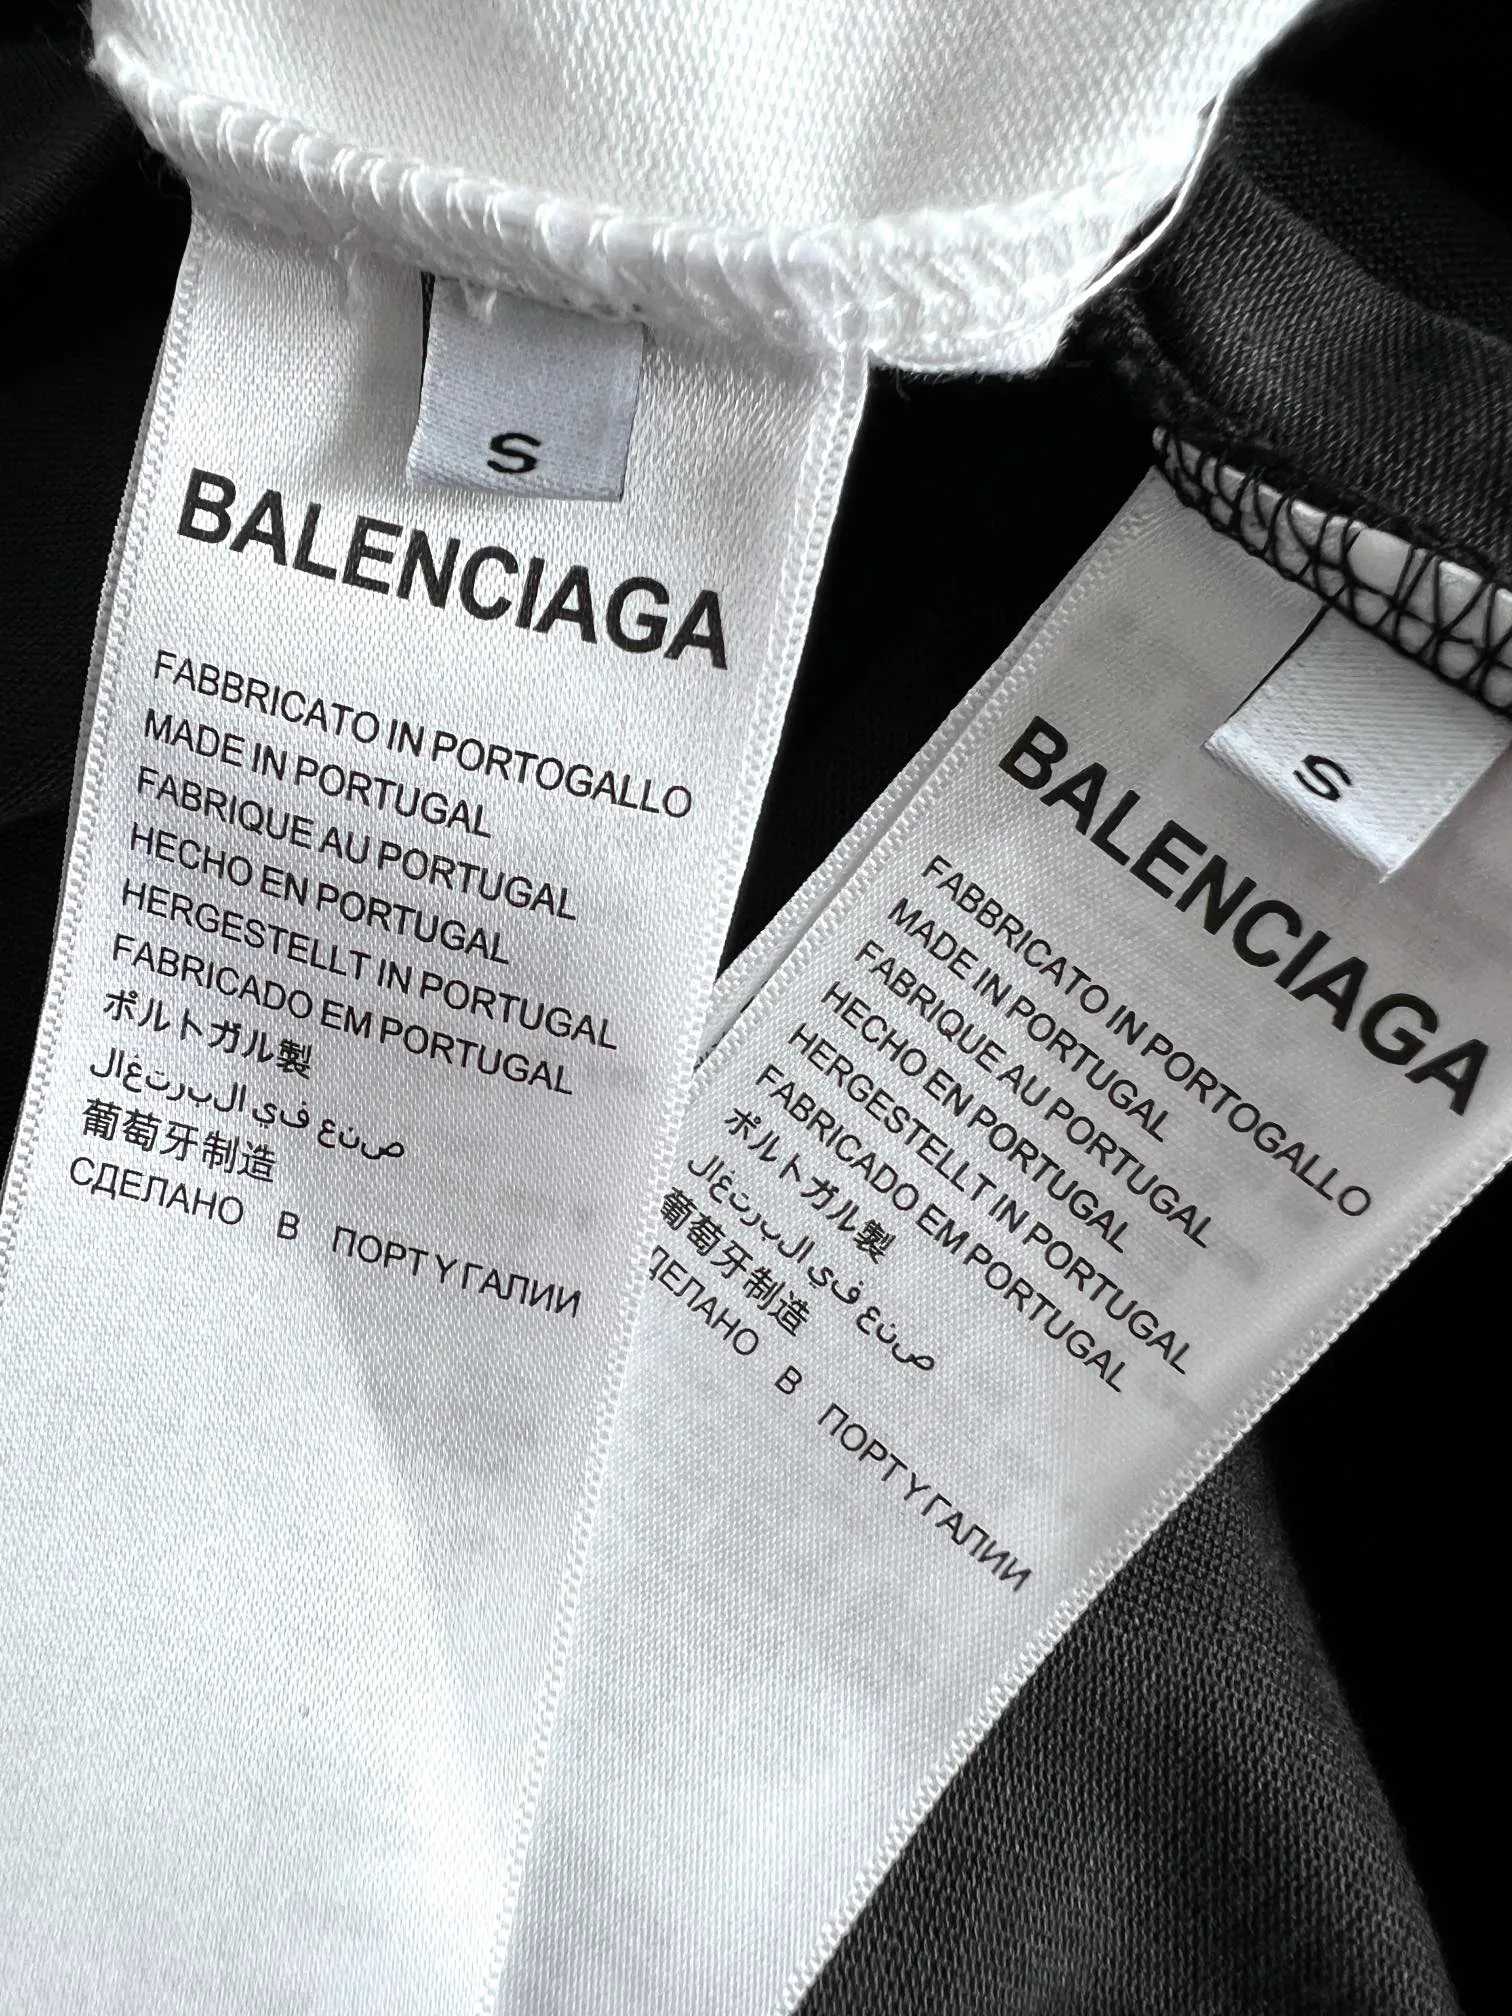 S
BALENCIAGA
FABBRICATO IN PORTOGALLO
MADE IN PORTUGAL
FABRIQUE AU PORTUGAL
HECHO EN PORTUGAL
HERGESTELLT IN PORTUGAL
FABRICADO EM PORTUGAL
ポルトガル製
صنع في البرتغال
葡萄牙制造
СДЕЛАНО В ПОРТУГАЛИИ
S
BALENCIAGA
FABBRICATO IN PORTOGALLO
MADE IN PORTUGAL
FABRIQUE AU PORTUGAL
HECHO EN PORTUGAL
HERGESTELLT IN PORTUGAL
FABRICADO EM PORTUGAL
ポルトガル製
صنع في البرتغال
葡萄牙制造
ДЕЛАНО В ПОРТУГАЛИИ